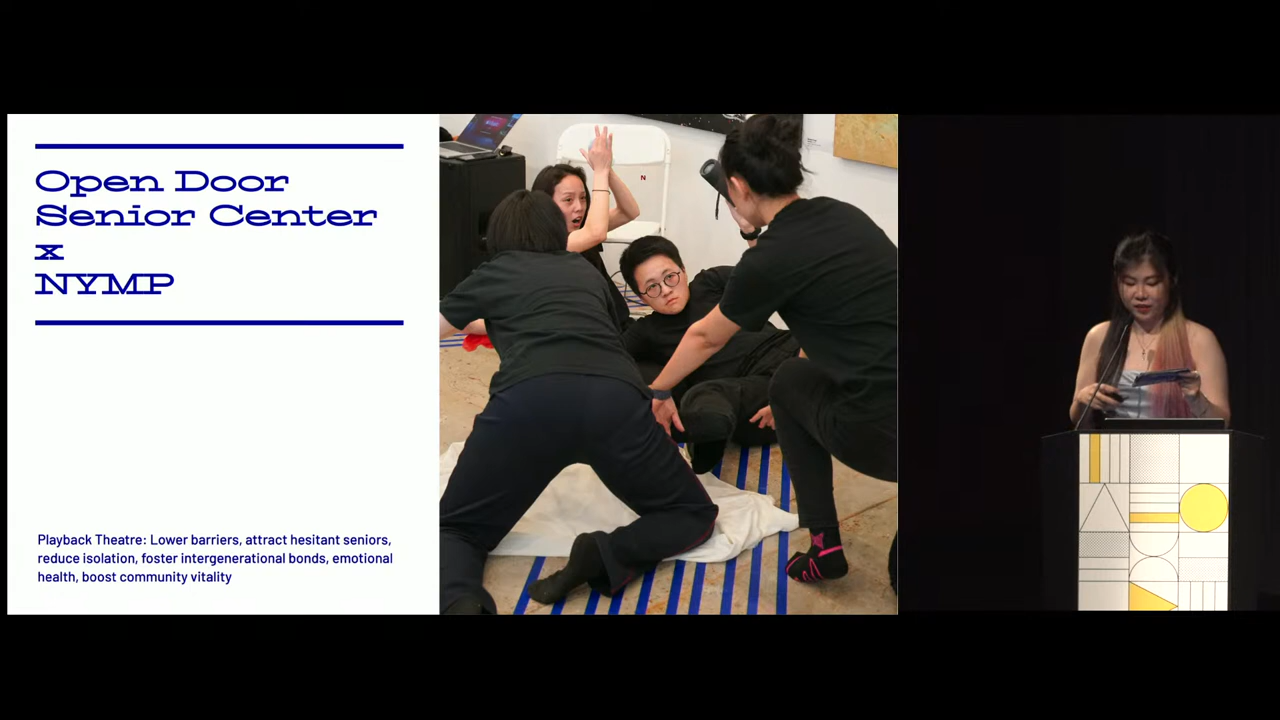 Open Door
Senior Center
x
NYMP
Playback Theatre: Lower barriers, attract hesitant seniors,
reduce isolation, foster intergenerational bonds, emotional
health, boost community vitality
N